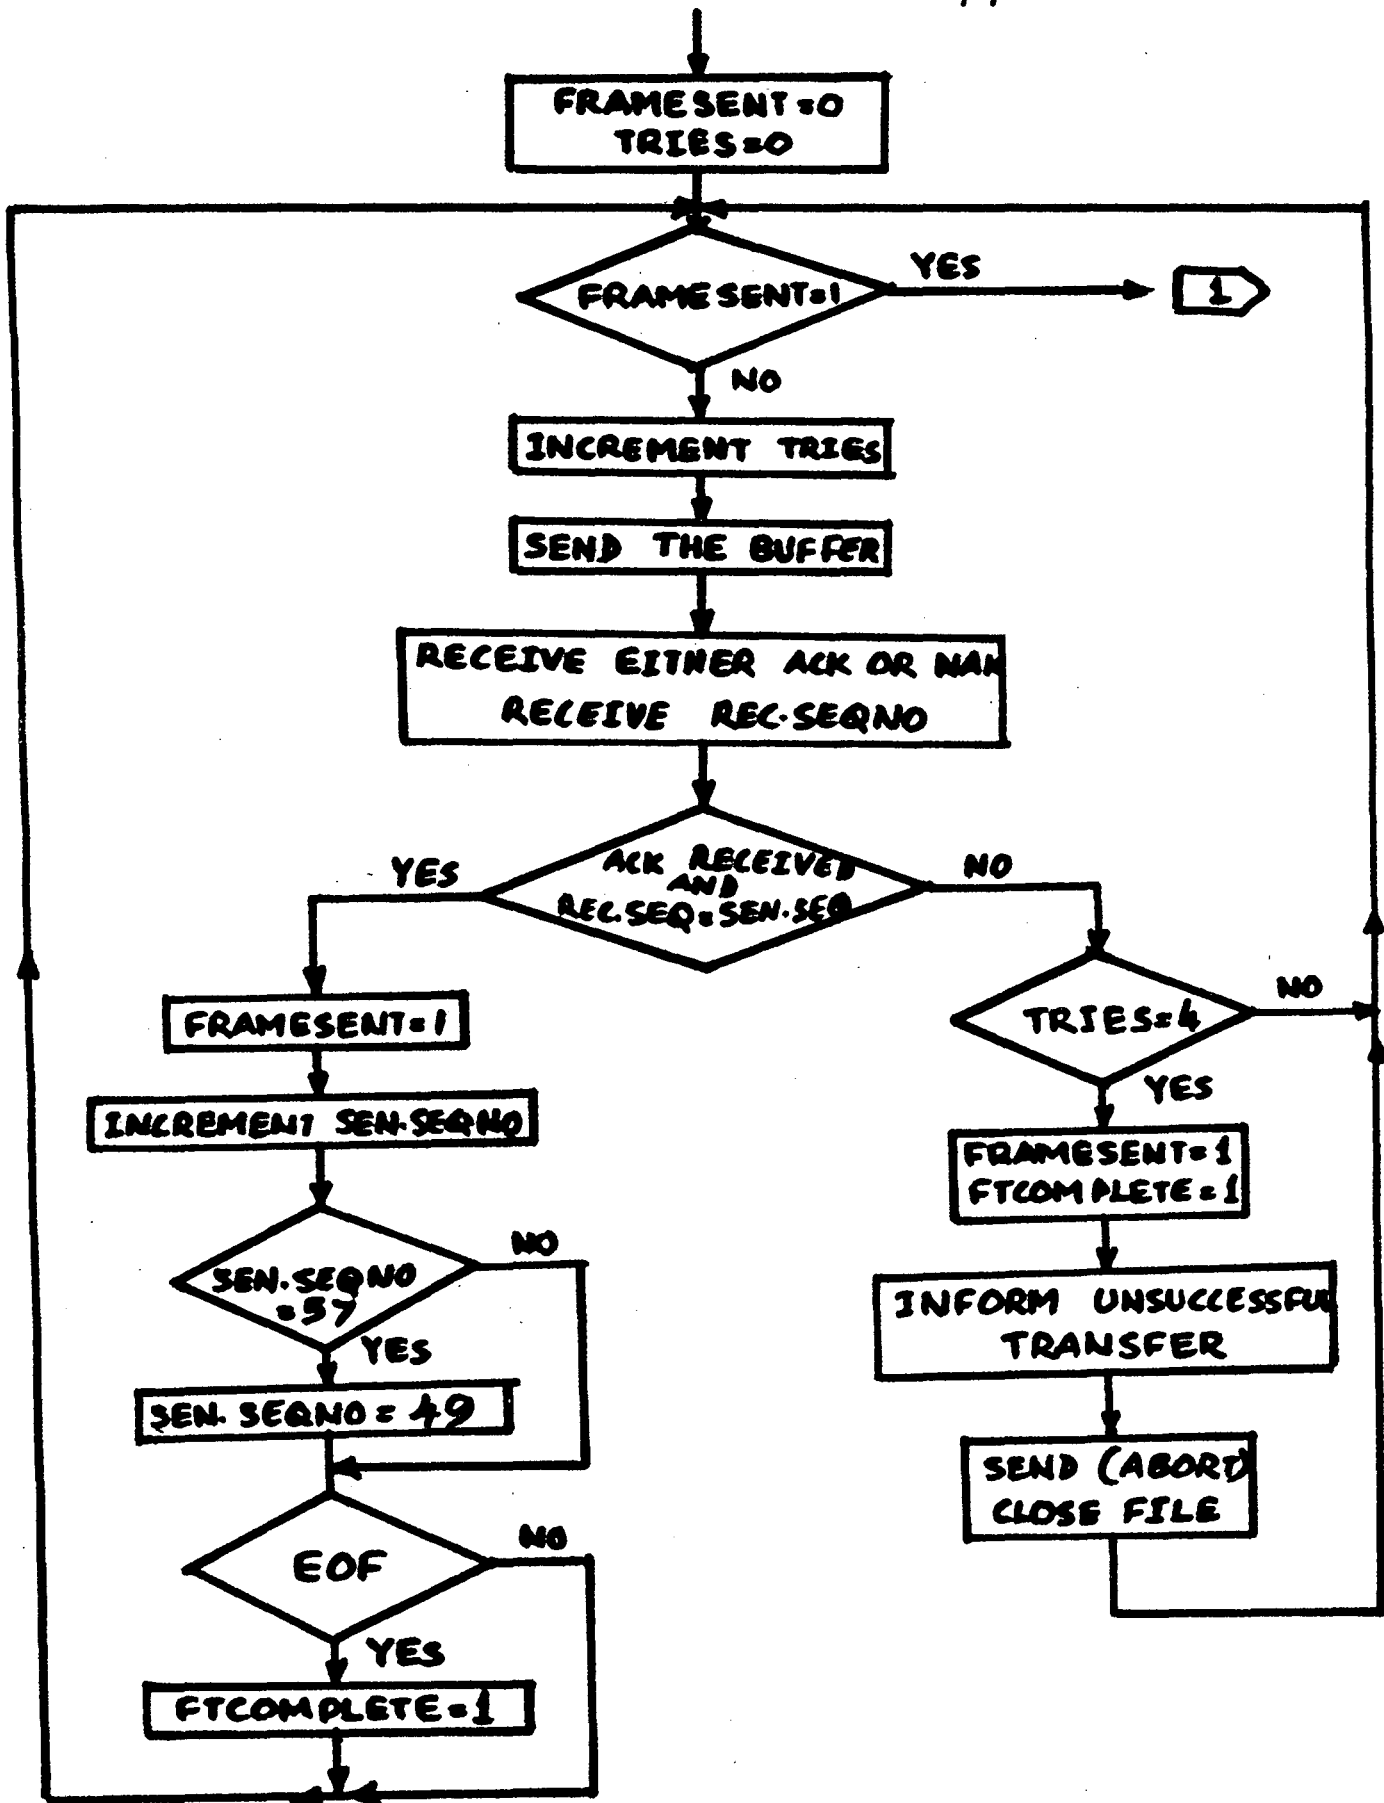 FRAMESENT=0
TRIES=0
FRAMESENT=1
YES
1
NO
INCREMENT TRIES
SEND THE BUFFER
RECEIVE EITHER ACK OR NAK
RECEIVE REC.SEQNO
ACK RECEIVED
AND
REC.SEQ=SEN.SEQ
YES
NO
FRAMESENT=1
TRIES=4
NO
YES
INCREMENT SEN.SEQNO
FRAMESENT=1
FTCOMPLETE=1
SEN.SEQNO
=57
NO
YES
INFORM UNSUCCESSFUL
TRANSFER
SEN.SEQNO=49
SEND (ABORT)
CLOSE FILE
EOF
NO
YES
FTCOMPLETE=1